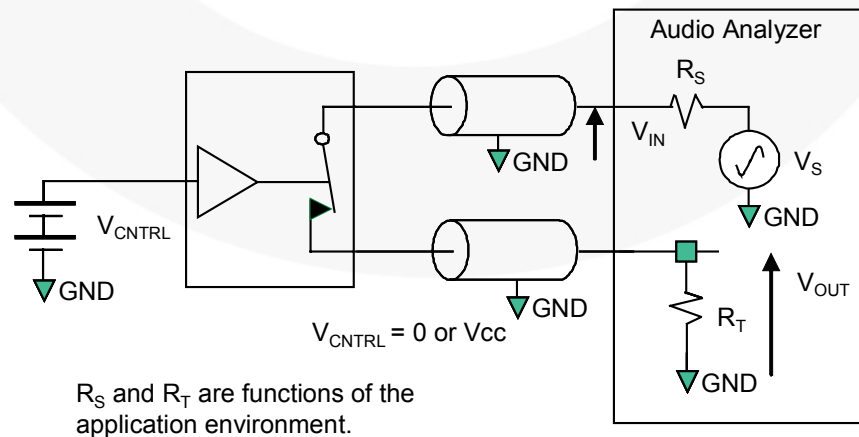 Audio Analyzer
R_S
V_IN
GND
V_S
GND
V_CNTRL
GND
GND
V_OUT
R_T
V_CNTRL = 0 or Vcc
GND
R_S and R_T are functions of the
application environment.